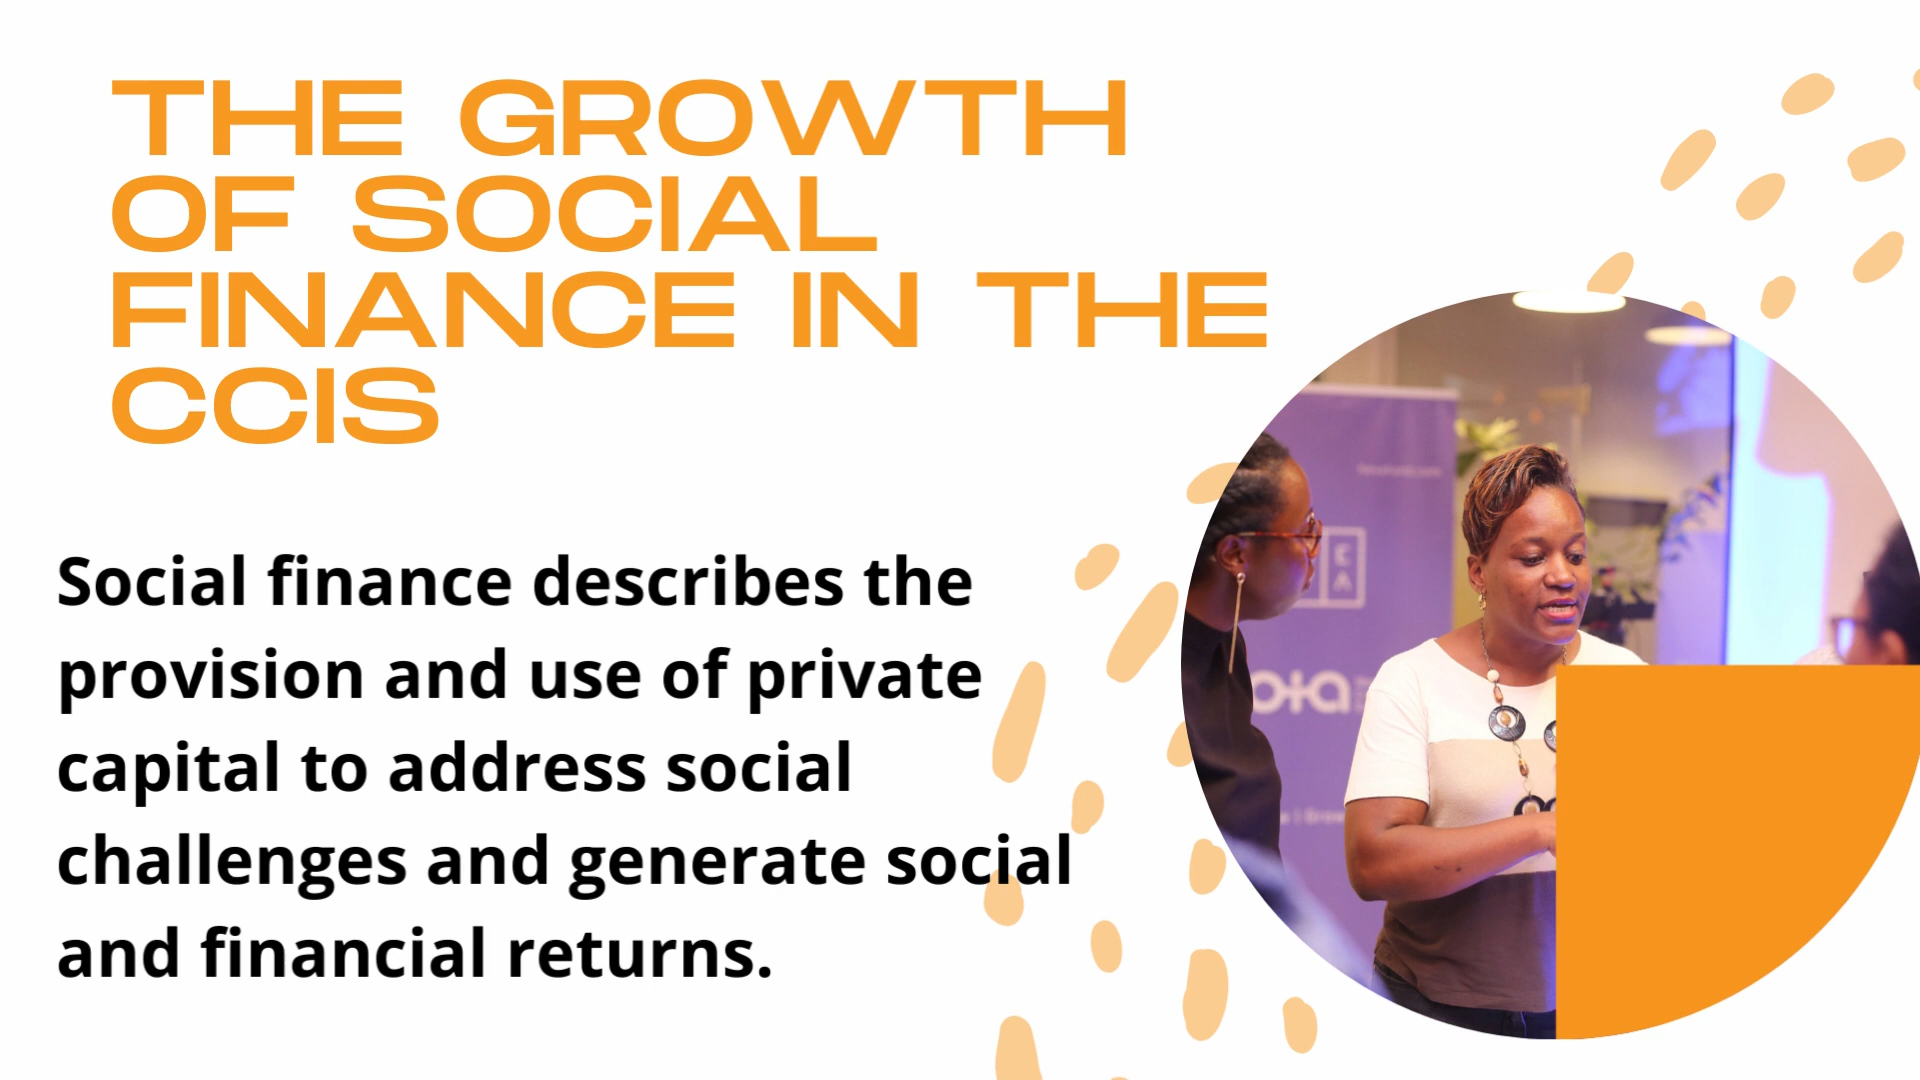 THE GROWTH
OF SOCIAL
FINANCE IN THE
CCIS
Social finance describes the
provision and use of private
capital to address social
challenges and generate social
and financial returns.